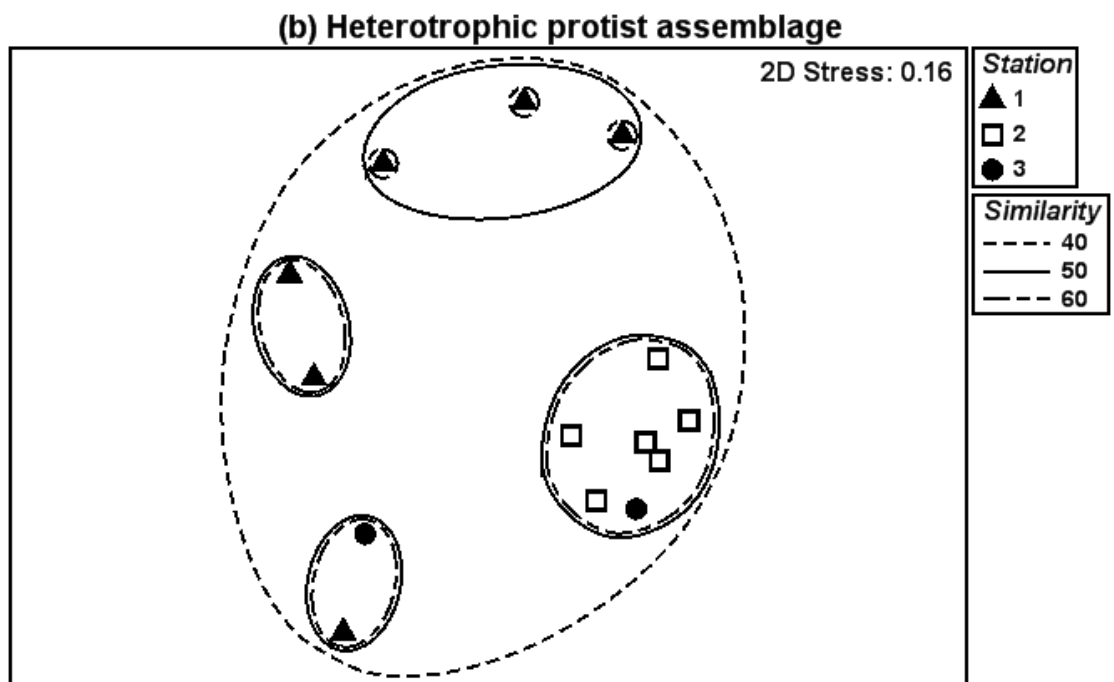 (b) Heterotrophic protist assemblage
2D Stress: 0.16
Station
1
2
3
Similarity
40
50
60